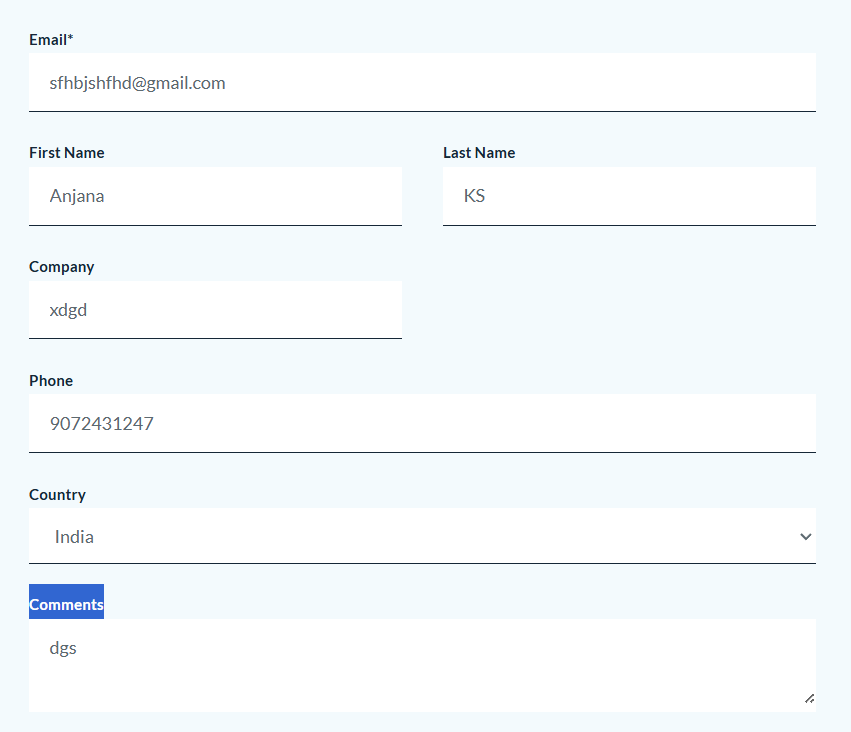 Email*
sfhbjshfhd@gmail.com
First Name Last Name
Anjana KS
Company
xdgd
Phone
9072431247
Country
India
Comments
dgs